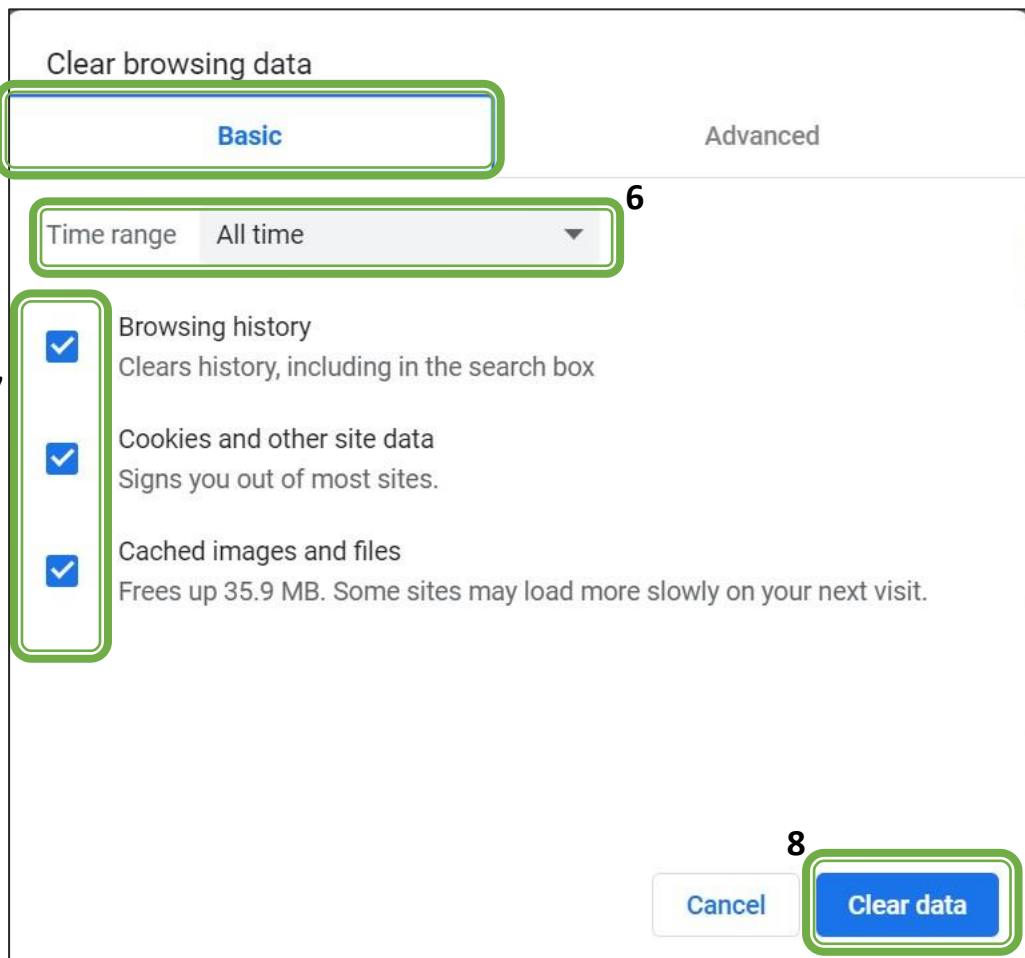 Clear browsing data
Basic Advanced
6
Time range All time
Browsing history
Clears history, including in the search box
Cookies and other site data
Signs you out of most sites.
Cached images and files
Frees up 35.9 MB. Some sites may load more slowly on your next visit.
8
Cancel Clear data